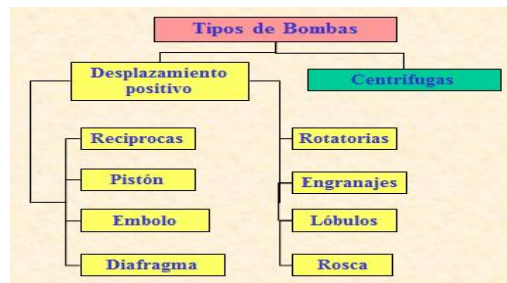 Tipos de Bombas
Desplazamiento
positivo
Centrifugas
Reciprocas
Rotatorias
Pistón
Engranajes
Embolo
Lóbulos
Diafragma
Rosca